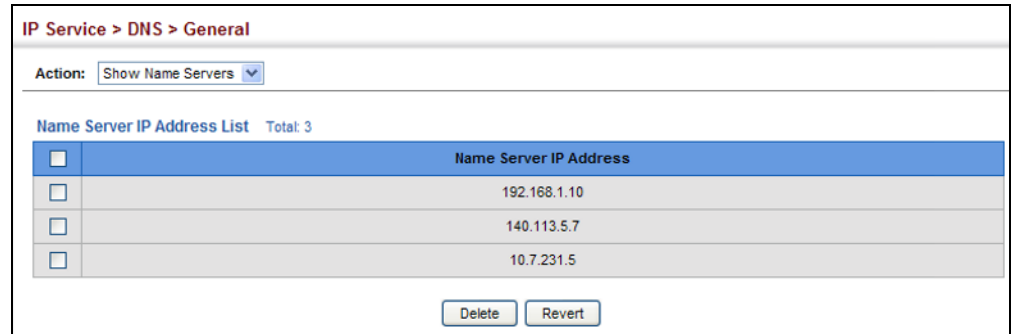 IP Service > DNS > General
Action: Show Name Servers
Name Server IP Address List Total: 3
Name Server IP Address
192.168.1.10
140.113.5.7
10.7.231.5
Delete Revert